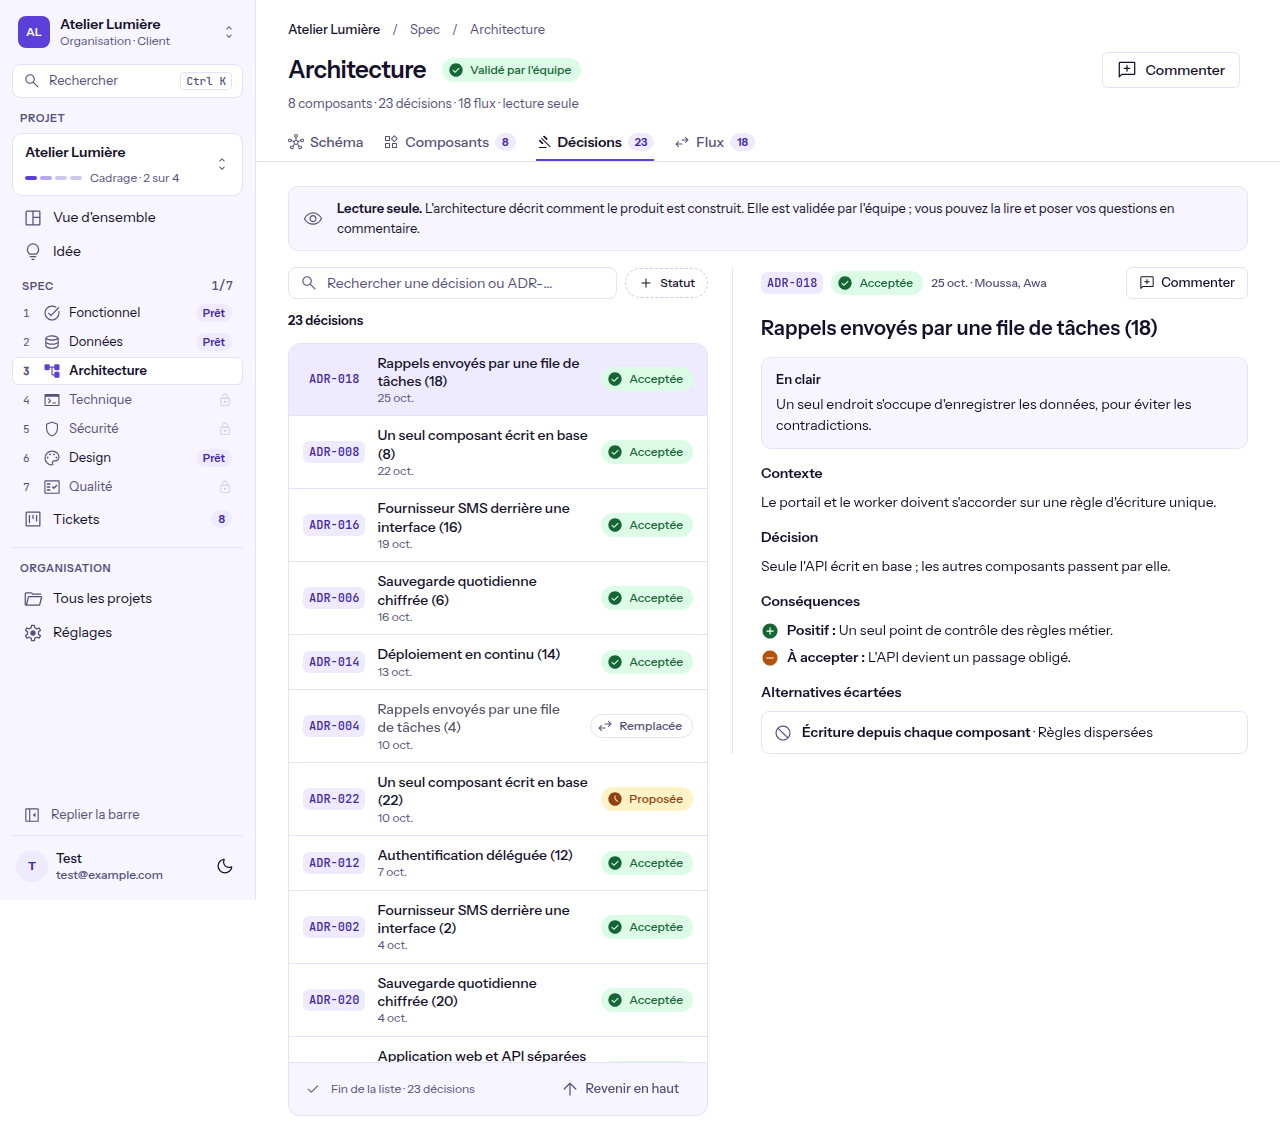 AL
Atelier Lumière
Organisation · Client
Rechercher
Ctrl K
PROJET
Atelier Lumière
Cadrage · 2 sur 4
Vue d'ensemble
Idée
SPEC
1/7
1 Fonctionnel Prêt
2 Données Prêt
3 Architecture
4 Technique
5 Sécurité
6 Design Prêt
7 Qualité
Tickets 8
ORGANISATION
Tous les projets
Réglages
Replier la barre
T
Test
test@example.com
Atelier Lumière / Spec / Architecture
Architecture
Validé par l'équipe
Commenter
8 composants · 23 décisions · 18 flux · lecture seule
Schéma
Composants 8
Décisions 23
Flux 18
Lecture seule. L'architecture décrit comment le produit est construit. Elle est validée par l'équipe ; vous pouvez la lire et poser vos questions en
commentaire.
Rechercher une décision ou ADR-…
Statut
23 décisions
ADR-018
Rappels envoyés par une file de
tâches (18)
25 oct.
Acceptée
ADR-008
Un seul composant écrit en base
(8)
22 oct.
Acceptée
ADR-016
Fournisseur SMS derrière une
interface (16)
19 oct.
Acceptée
ADR-006
Sauvegarde quotidienne
chiffrée (6)
16 oct.
Acceptée
ADR-014
Déploiement en continu (14)
13 oct.
Acceptée
ADR-004
Rappels envoyés par une file
de tâches (4)
10 oct.
Remplacée
ADR-022
Un seul composant écrit en base
(22)
10 oct.
Proposée
ADR-012
Authentification déléguée (12)
7 oct.
Acceptée
ADR-002
Fournisseur SMS derrière une
interface (2)
4 oct.
Acceptée
ADR-020
Sauvegarde quotidienne
chiffrée (20)
4 oct.
Acceptée
Application web et API séparées
Fin de la liste · 23 décisions
Revenir en haut
ADR-018
Acceptée
25 oct. · Moussa, Awa
Commenter
Rappels envoyés par une file de tâches (18)
En clair
Un seul endroit s'occupe d'enregistrer les données, pour éviter les
contradictions.
Contexte
Le portail et le worker doivent s'accorder sur une règle d'écriture unique.
Décision
Seule l'API écrit en base ; les autres composants passent par elle.
Conséquences
Positif : Un seul point de contrôle des règles métier.
À accepter : L'API devient un passage obligé.
Alternatives écartées
Écriture depuis chaque composant · Règles dispersées